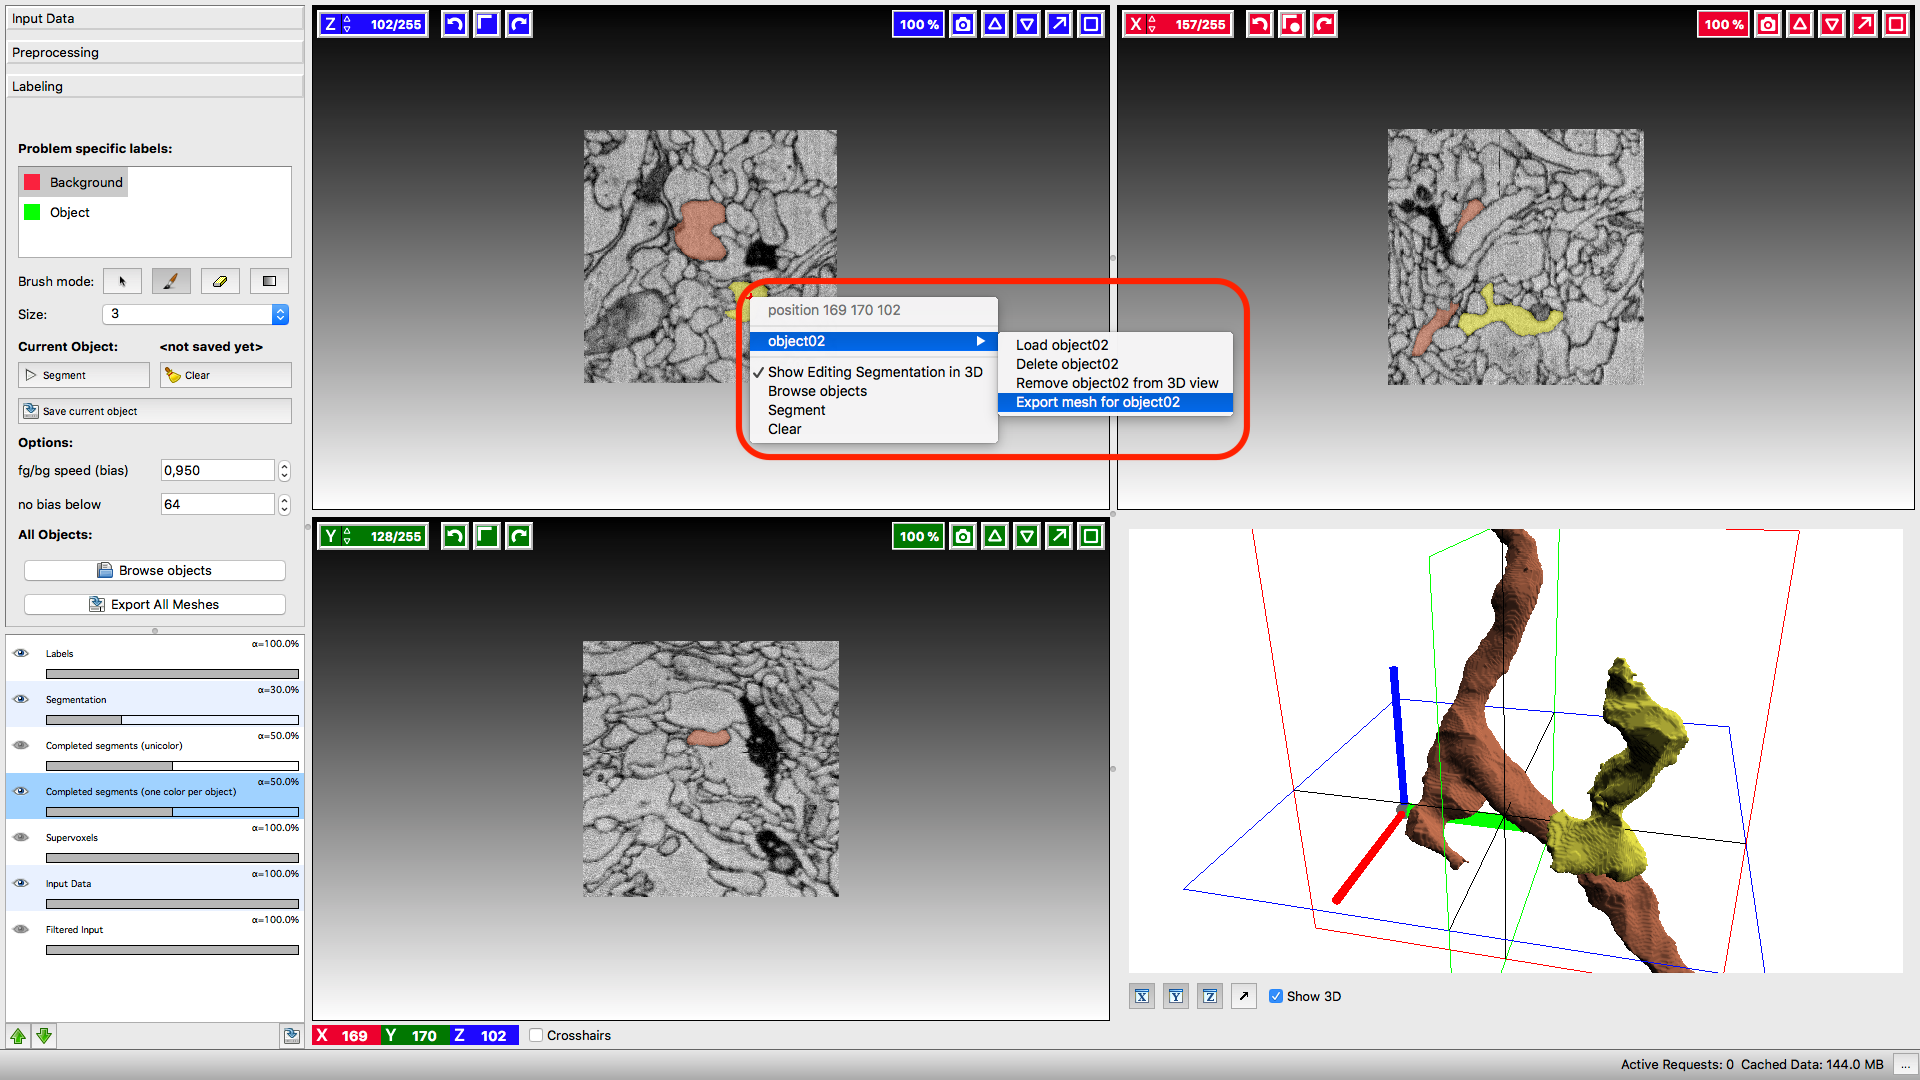 Input Data
Preprocessing
Labeling
Problem specific labels:
Background
Object
Brush mode:
Size: 3
Current Object: <not saved yet>
Segment Clear
Save current object
Options:
fg/bg speed (bias) 0,950
no bias below 64
All Objects:
Browse objects
Export All Meshes
α=100.0%
Labels
α=30.0%
Segmentation
α=50.0%
Completed segments (unicolor)
α=50.0%
Completed segments (one color per object)
α=100.0%
Supervoxels
α=100.0%
Input Data
α=100.0%
Filtered Input
Z 102/255 100 %
X 157/255 100 %
position 169 170 102
object02
Show Editing Segmentation in 3D
Browse objects
Segment
Clear
Load object02
Delete object02
Remove object02 from 3D view
Export mesh for object02
Y 128/255 100 %
X Y Z Show 3D
X 169 Y 170 Z 102 Crosshairs
Active Requests: 0 Cached Data: 144.0 MB ...